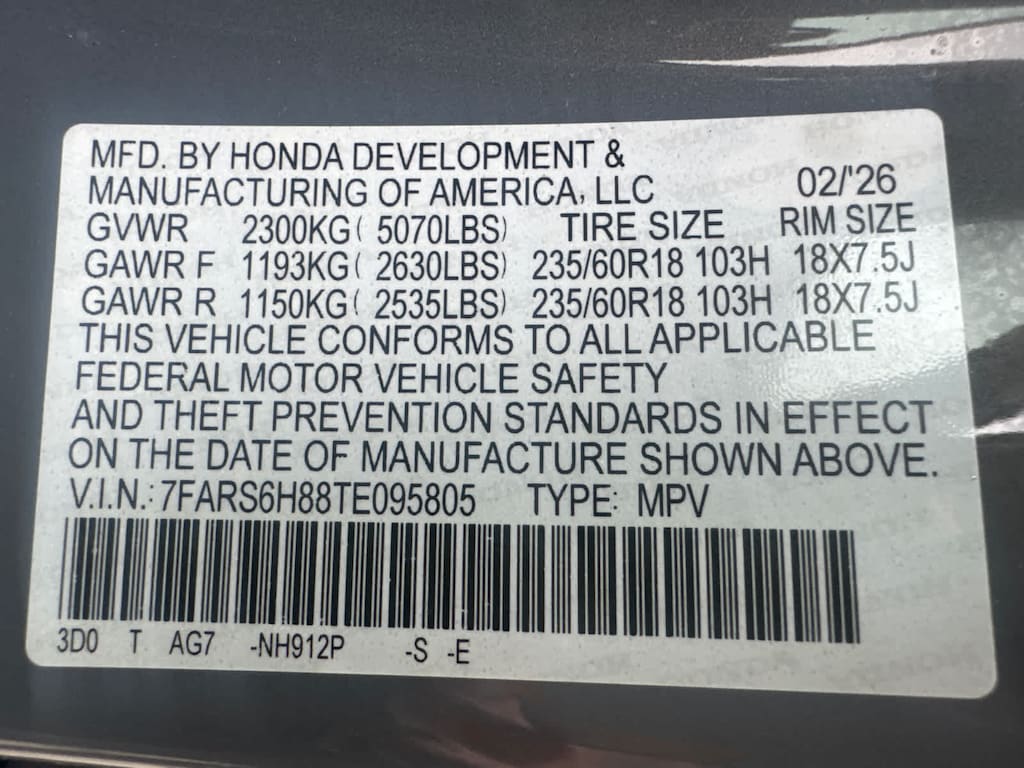 MFD. BY HONDA DEVELOPMENT &
MANUFACTURING OF AMERICA, LLC 02/'26
GVWR 2300KG( 5070LBS) TIRE SIZE RIM SIZE
GAWR F 1193KG( 2630LBS) 235/60R18 103H 18X7.5J
GAWR R 1150KG( 2535LBS) 235/60R18 103H 18X7.5J
THIS VEHICLE CONFORMS TO ALL APPLICABLE
FEDERAL MOTOR VEHICLE SAFETY
AND THEFT PREVENTION STANDARDS IN EFFECT
ON THE DATE OF MANUFACTURE SHOWN ABOVE.
V.I.N.: 7FARS6H88TE095805 TYPE: MPV
3D0 T AG7 -NH912P -S -E